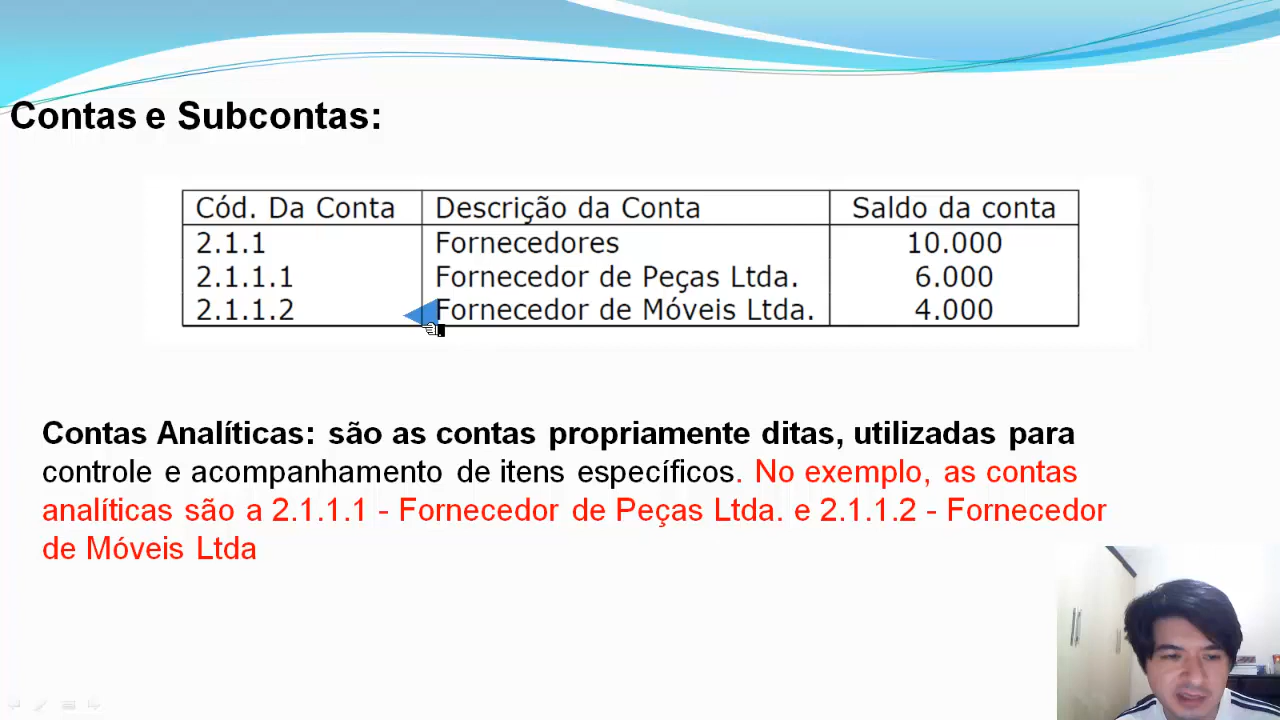 Contas e Subcontas:
Cód. Da Conta Descrição da Conta Saldo da conta
2.1.1 Fornecedores 10.000
2.1.1.1 Fornecedor de Peças Ltda. 6.000
2.1.1.2 Fornecedor de Móveis Ltda. 4.000
Contas Analíticas: são as contas propriamente ditas, utilizadas para
controle e acompanhamento de itens específicos. No exemplo, as contas
analíticas são a 2.1.1.1 - Fornecedor de Peças Ltda. e 2.1.1.2 - Fornecedor
de Móveis Ltda